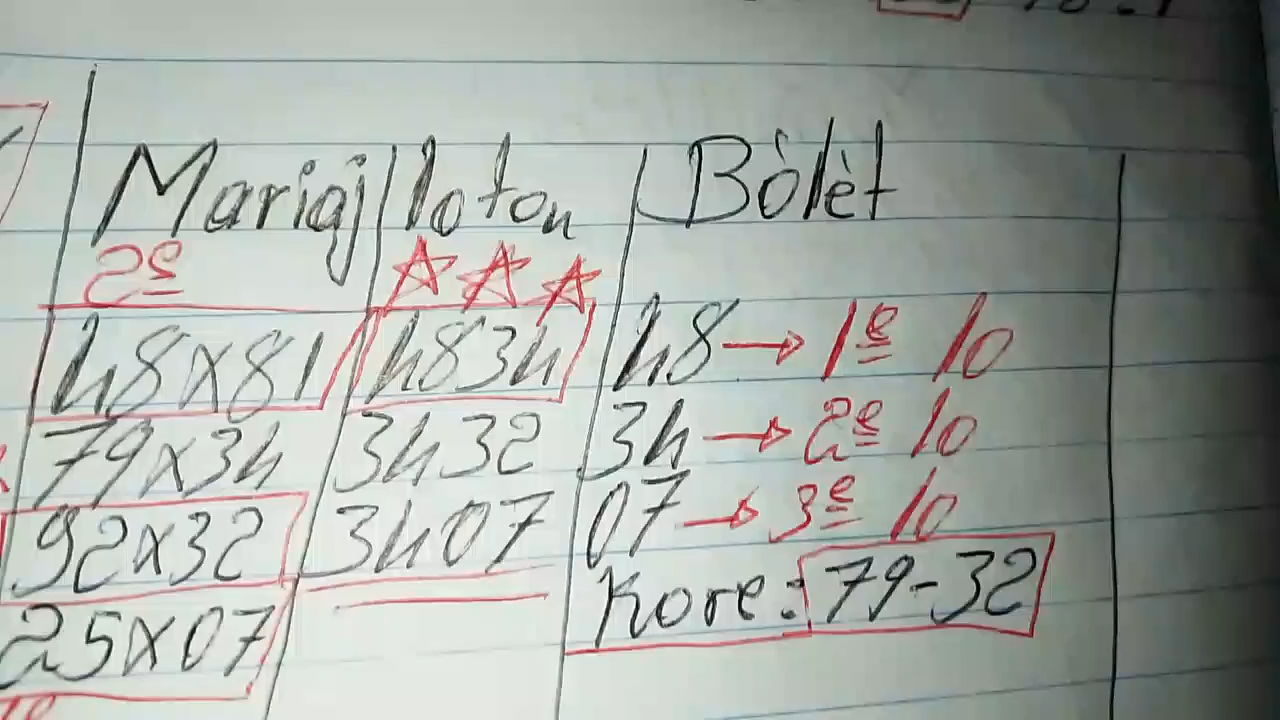 Mariaj loton Bòlèt
2e
48x81 4834 48 → 1e lo
79x34 3432 34 → 2e lo
92x32 3407 07 → 3e lo
25x07 Kore: 79-32